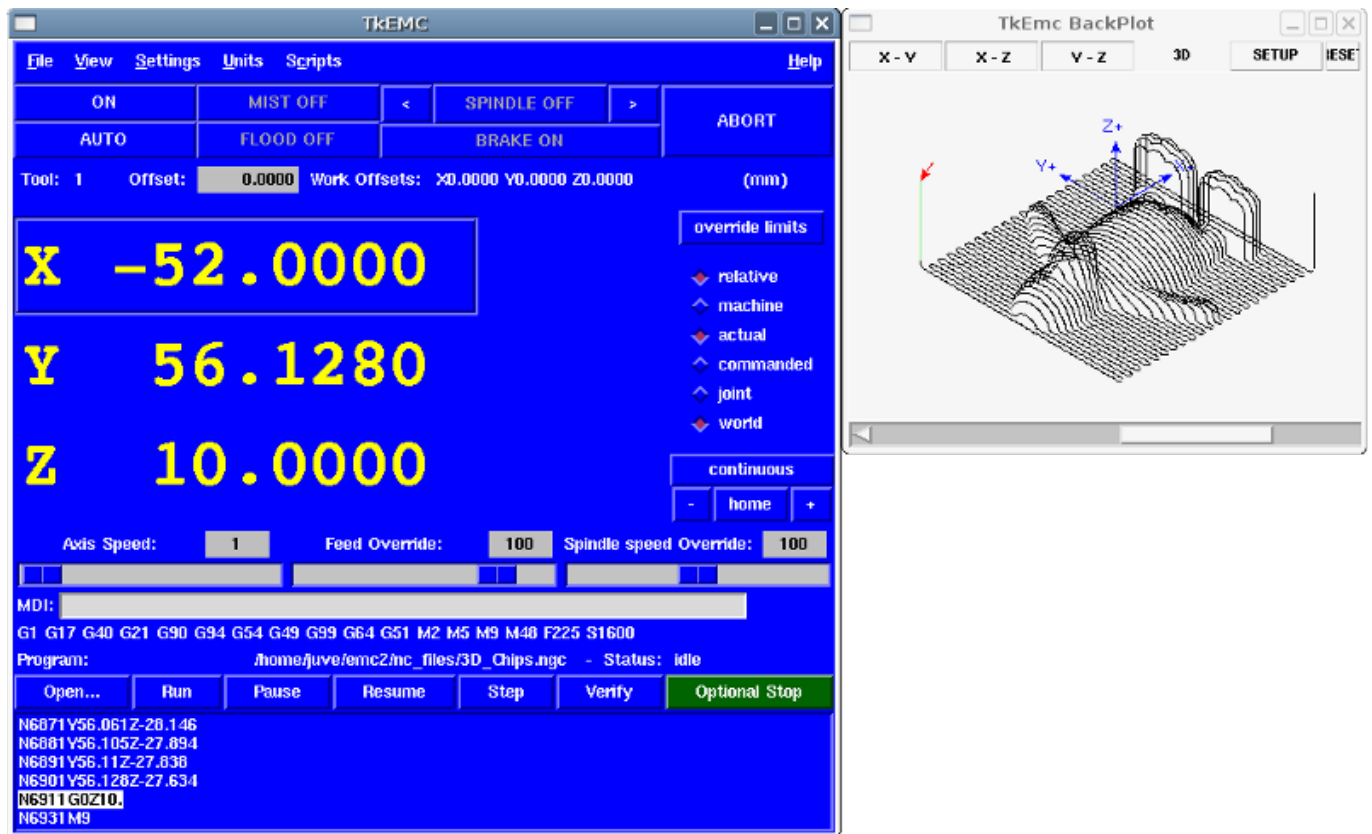 TkEMC
File View Settings Units Scripts Help
ON MIST OFF < SPINDLE OFF > ABORT
AUTO FLOOD OFF BRAKE ON
Tool: 1 Offset: 0.0000 Work Offsets: X0.0000 Y0.0000 Z0.0000 (mm)
override limits
X -52.0000
relative
machine
Y 56.1280
actual
commanded
joint
world
Z 10.0000
continuous
- home +
Axis Speed: 1 Feed Override: 100 Spindle speed Override: 100
MDI:
G1 G17 G40 G21 G90 G94 G54 G49 G99 G64 G51 M2 M5 M9 M48 F225 S1600
Program: /home/juve/emc2/nc_files/3D_Chips.ngc - Status: idle
Open... Run Pause Resume Step Verify Optional Stop
N6871Y56.061Z-28.146
N6881Y56.105Z-27.894
N6891Y56.11Z-27.838
N6901Y56.128Z-27.634
N6911G0Z10.
N6931M9
TkEmc BackPlot
X - Y X - Z Y - Z 3D SETUP
Z+
Y+